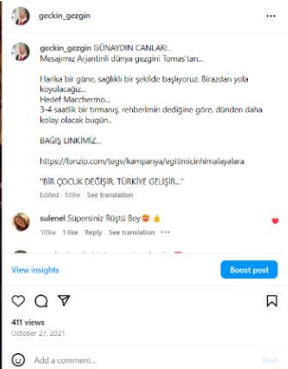 geckin_gezgin
geckin_gezgin GÜNAYDIN CANLAR!..
Mesajımız Arjantinli dünya gezgini Tomas'tan...
Harika bir güne, sağlıklı bir şekilde başlıyoruz. Birazdan yola
koyulacağız...
Hedef Macchermo...
3-4 saatlik bir tırmanış, rehberimin dediğine göre, dünden daha
kolay olacak bugün..
BAĞIŞ LİNKİMİZ...
https://fonzip.com/tegv/kampanya/egitimicinhimalayalara
"BİR ÇOCUK DEĞİŞİR, TÜRKİYE GELİŞİR..."
Edited · 109w See translation
sulenel Süpersiniz Rüştü Bey😍👍
109w 1 like Reply See translation •••
View insights
Boost post
411 views
October 27, 2021
Add a comment...
Post